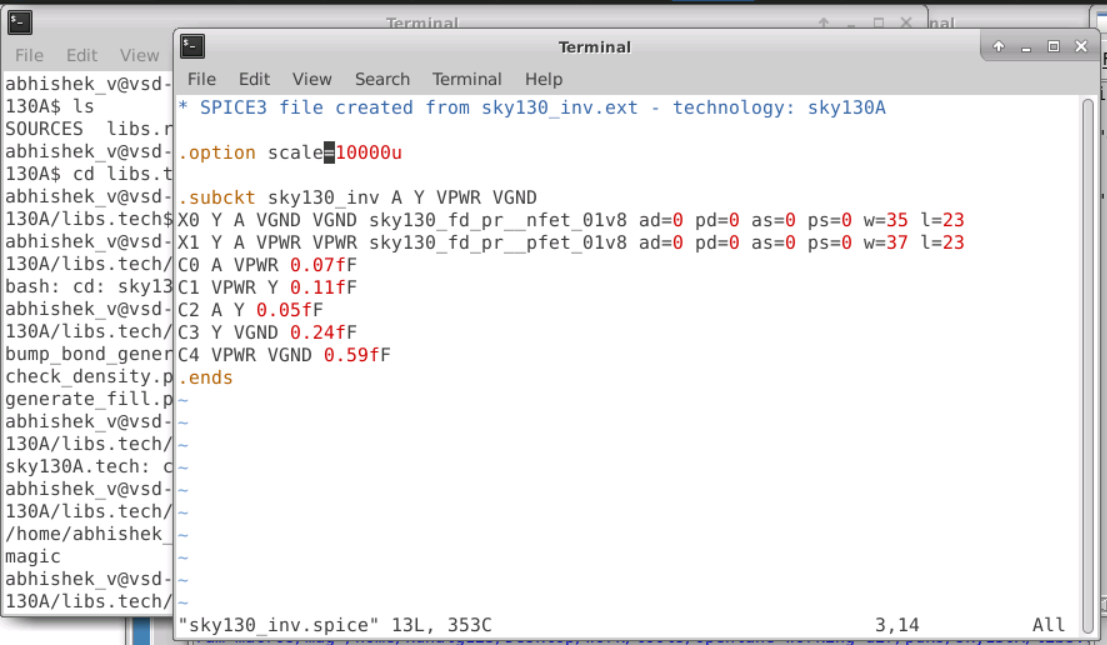 Terminal
nal
File Edit View
abhishek_v@vsd-
130A$ ls
SOURCES libs.r
abhishek_v@vsd-
130A$ cd libs.t
abhishek_v@vsd-
130A/libs.tech$
abhishek_v@vsd-
130A/libs.tech/
bash: cd: sky13
abhishek_v@vsd-
130A/libs.tech/
bump_bond_gener
check_density.p
generate_fill.p
abhishek_v@vsd-
130A/libs.tech/
sky130A.tech: c
abhishek_v@vsd-
130A/libs.tech/
/home/abhishek_
magic
abhishek_v@vsd-
130A/libs.tech/
Terminal
File Edit View Search Terminal Help
* SPICE3 file created from sky130_inv.ext - technology: sky130A
.option scale=10000u
.subckt sky130_inv A Y VPWR VGND
X0 Y A VGND VGND sky130_fd_pr__nfet_01v8 ad=0 pd=0 as=0 ps=0 w=35 l=23
X1 Y A VPWR VPWR sky130_fd_pr__pfet_01v8 ad=0 pd=0 as=0 ps=0 w=37 l=23
C0 A VPWR 0.07fF
C1 VPWR Y 0.11fF
C2 A Y 0.05fF
C3 Y VGND 0.24fF
C4 VPWR VGND 0.59fF
.ends
~
~
~
~
~
~
~
~
~
~
"sky130_inv.spice" 13L, 353C 3,14 All